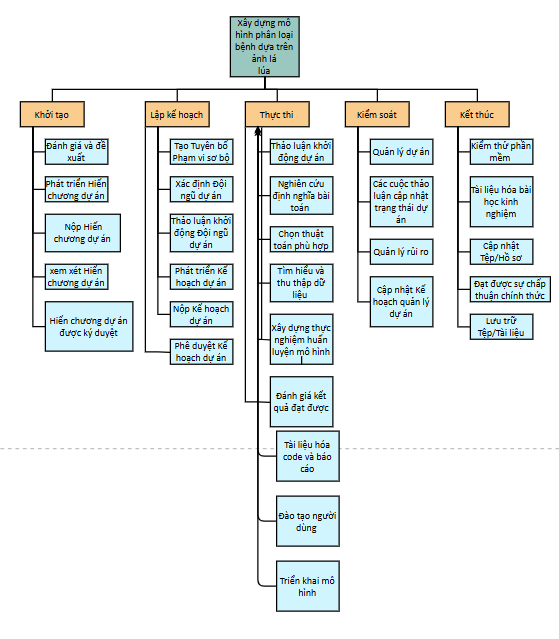 Xây dựng mô
hình phân loại
bệnh dựa trên
ảnh lá
lúa
Khởi tạo
Đánh giá và đề
xuất
Phát triển Hiến
chương dự án
Nộp Hiến
chương dự án
xem xét Hiến
chương dự án
Hiến chương dự án
được ký duyệt
Lập kế hoạch
Tạo Tuyên bố
Phạm vi sơ bộ
Xác định Đội
ngũ dự án
Thảo luận khởi
động Đội ngũ
dự án
Phát triển Kế
hoạch dự án
Nộp Kế hoạch
dự án
Phê duyệt Kế
hoạch dự án
Thực thi
Thảo luận khởi
động dự án
Nghiên cứu
định nghĩa bài
toán
Chọn thuật
toán phù hợp
Tìm hiểu và
thu thập dữ
liệu
Xây dựng thực
nghiệm huấn
luyện mô hình
Đánh giá kết
quả đạt được
Tài liệu hóa
code và báo
cáo
Đào tạo người
dùng
Triển khai mô
hình
Kiểm soát
Quản lý dự án
Các cuộc thảo
luận cập nhật
trạng thái dự
án
Quản lý rủi ro
Cập nhật Kế
hoạch quản lý
dự án
Kết thúc
Kiểm thử phần
mềm
Tài liệu hóa bài
học kinh
nghiệm
Cập nhật
Tệp/Hồ sơ
Đạt được sự chấp
thuận chính thức
Lưu trữ
Tệp/Tài liệu